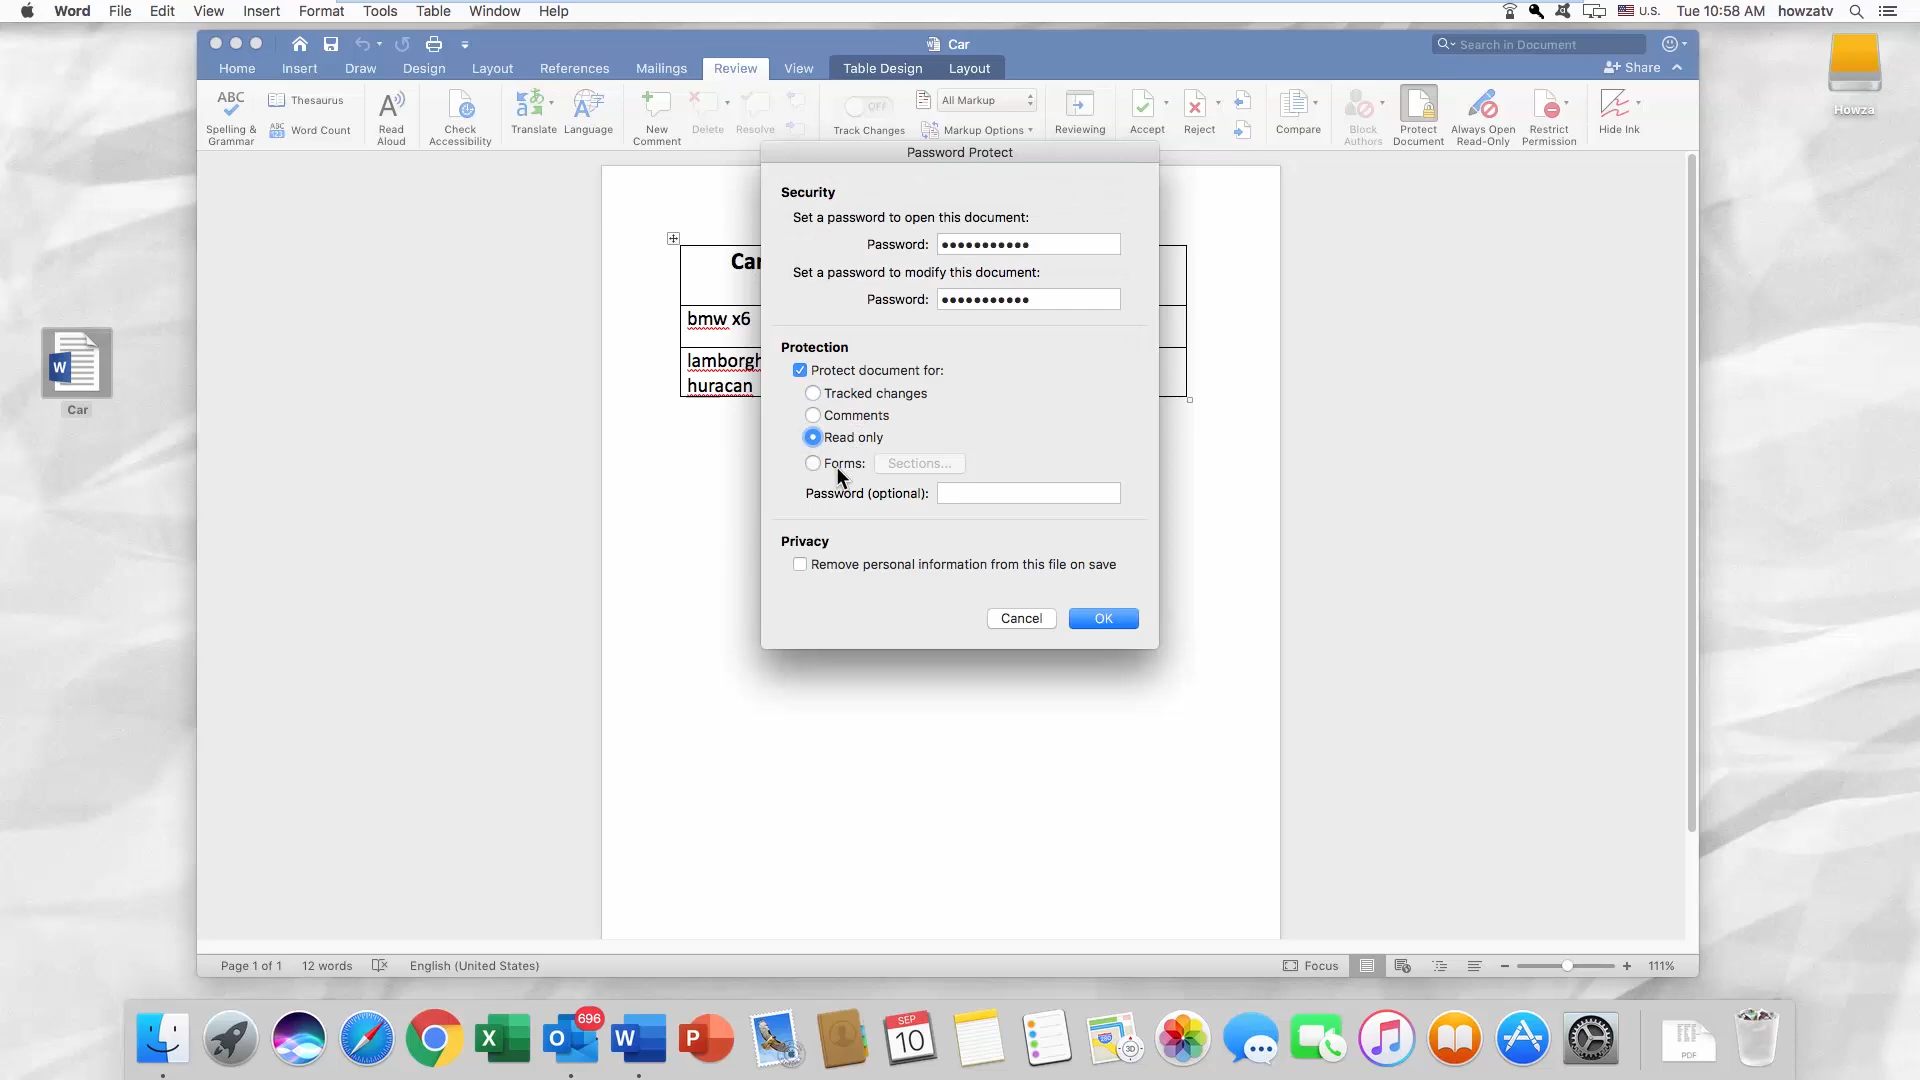 Word File Edit View Insert Format Tools Table Window Help U.S. Tue 10:58 AM howzatv
Car Search in Document
Home Insert Draw Design Layout References Mailings Review View Table Design Layout Share
ABC Thesaurus OFF All Markup
ABC Word Count
Spelling & Grammar
Read Aloud
Check Accessibility
Translate Language
New Comment
Delete Resolve
Track Changes Markup Options
Reviewing
Accept Reject
Compare
Block Authors
Protect Document
Always Open Read-Only
Restrict Permission
Hide Ink
Howza
Password Protect
Security
Set a password to open this document:
Password: •••••••••••
Set a password to modify this document:
Password: •••••••••••
Protection
Protect document for:
Tracked changes
Comments
Read only
Forms: Sections...
Password (optional):
Privacy
Remove personal information from this file on save
Cancel OK
Car
bmw x6
lamborgh
huracan
W
Car
Page 1 of 1 12 words English (United States) Focus 111%
X O 696 W P SEP 10 3D PDF